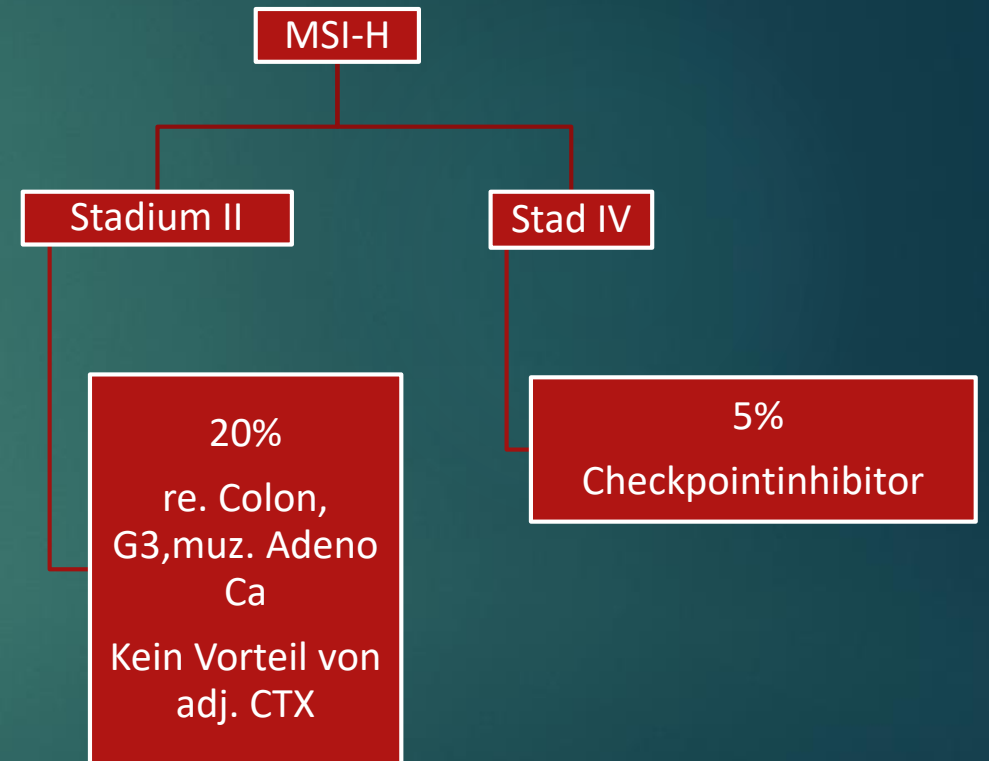 MSI-H
Stadium II
Stad IV
20%
re. Colon,
G3,muz. Adeno
Ca
Kein Vorteil von
adj. CTX
5%
Checkpointinhibitor